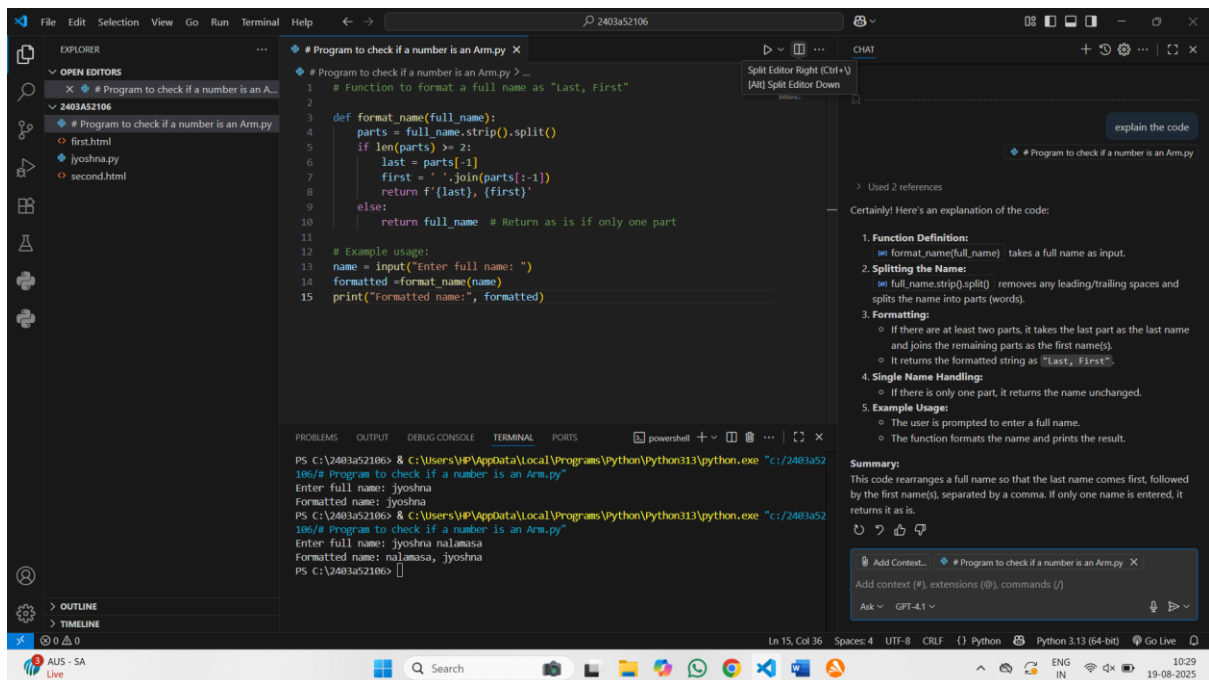 File Edit Selection View Go Run Terminal Help
2403a52106
EXPLORER
OPEN EDITORS
# Program to check if a number is an A...
2403A52106
# Program to check if a number is an Arm.py
first.html
jyoshna.py
second.html
OUTLINE
TIMELINE
# Program to check if a number is an Arm.py
# Program to check if a number is an Arm.py > ...
Split Editor Right (Ctrl+\)
[Alt] Split Editor Down
1 # Function to format a full name as "Last, First"
2
3 def format_name(full_name):
4 parts = full_name.strip().split()
5 if len(parts) >= 2:
6 last = parts[-1]
7 first = ' '.join(parts[:-1])
8 return f'{last}, {first}'
9 else:
10 return full_name # Return as is if only one part
11
12 # Example usage:
13 name = input("Enter full name: ")
14 formatted =format_name(name)
15 print("Formatted name:", formatted)
PROBLEMS OUTPUT DEBUG CONSOLE TERMINAL PORTS
powershell
PS C:\2403a52106> & C:\Users\HP\AppData\Local\Programs\Python\Python313\python.exe "c:/2403a52
106/# Program to check if a number is an Arm.py"
Enter full name: jyoshna
Formatted name: jyoshna
PS C:\2403a52106> & C:\Users\HP\AppData\Local\Programs\Python\Python313\python.exe "c:/2403a52
106/# Program to check if a number is an Arm.py"
Enter full name: jyoshna nalamasa
Formatted name: nalamasa, jyoshna
PS C:\2403a52106>
CHAT
explain the code
# Program to check if a number is an Arm.py
> Used 2 references
Certainly! Here's an explanation of the code:
1. Function Definition:
format_name(full_name) takes a full name as input.
2. Splitting the Name:
full_name.strip().split() removes any leading/trailing spaces and
splits the name into parts (words).
3. Formatting:
If there are at least two parts, it takes the last part as the last name
and joins the remaining parts as the first name(s).
It returns the formatted string as "Last, First".
4. Single Name Handling:
If there is only one part, it returns the name unchanged.
5. Example Usage:
The user is prompted to enter a full name.
The function formats the name and prints the result.
Summary:
This code rearranges a full name so that the last name comes first, followed
by the first name(s), separated by a comma. If only one name is entered, it
returns it as is.
Add Context... # Program to check if a number is an Arm.py
Add context (#), extensions (@), commands (/)
Ask GPT-4.1
0 0
Ln 15, Col 36 Spaces: 4 UTF-8 CRLF {} Python Python 3.13 (64-bit) Go Live
3
AUS - SA
Live
Search
ENG
IN
10:29
19-08-2025